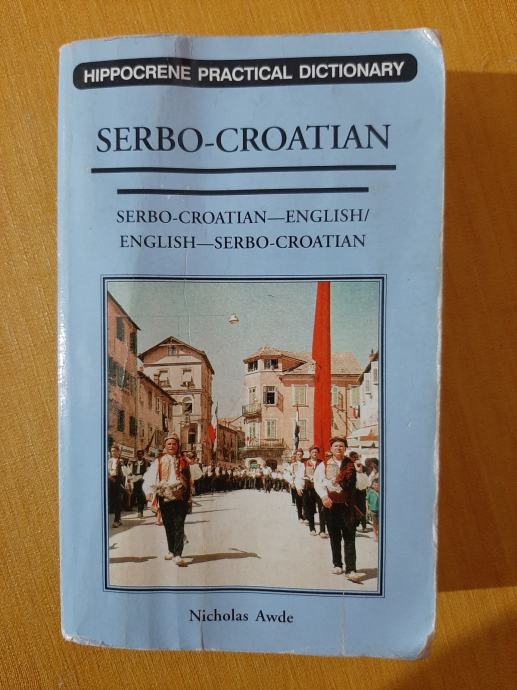 HIPPOCRENE PRACTICAL DICTIONARY
SERBO-CROATIAN
SERBO-CROATIAN—ENGLISH/
ENGLISH—SERBO-CROATIAN
Nicholas Awde